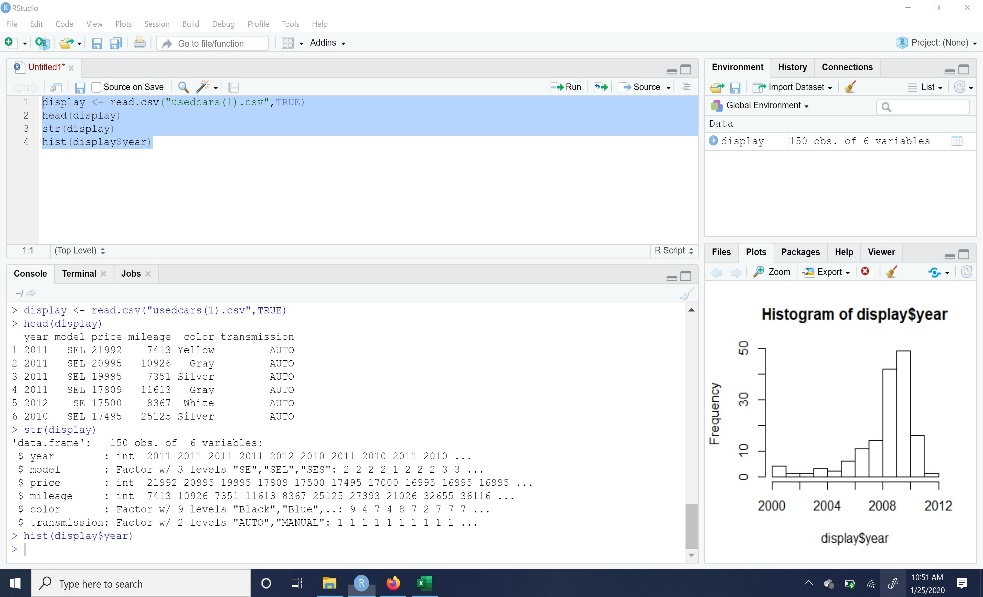 RStudio
File Edit Code View Plots Session Build Debug Profile Tools Help
Go to file/function Addins Project: (None)
Untitled1*
Source on Save Run Source
1 display <- read.csv("usedcars(1).csv",TRUE)
2 head(display)
3 str(display)
4 hist(display$year)
1:1 (Top Level) R Script
Console Terminal Jobs
> display <- read.csv("usedcars(1).csv",TRUE)
> head(display)
year model price mileage color transmission
1 2011 SEL 21992 7413 Yellow AUTO
2 2011 SEL 20995 10926 Gray AUTO
3 2011 SEL 19995 7351 Silver AUTO
4 2011 SEL 17809 11613 Gray AUTO
5 2012 SE 17500 8367 White AUTO
6 2010 SEL 17495 25125 Silver AUTO
> str(display)
'data.frame': 150 obs. of 6 variables:
$ year : int 2011 2011 2011 2011 2012 2010 2011 2010 2011 2010 ...
$ model : Factor w/ 3 levels "SE","SEL","SES": 2 2 2 2 1 2 2 2 3 3 ...
$ price : int 21992 20995 19995 17809 17500 17495 17000 16995 16995 16995 ...
$ mileage : int 7413 10926 7351 11613 8367 25125 27393 21026 32655 36116 ...
$ color : Factor w/ 9 levels "Black","Blue",..: 9 4 7 4 8 7 2 7 7 7 ...
$ transmission: Factor w/ 2 levels "AUTO","MANUAL": 1 1 1 1 1 1 1 1 1 1 ...
> hist(display$year)
>
Environment History Connections
Import Dataset List
Global Environment
Data
display 150 obs. of 6 variables
Files Plots Packages Help Viewer
Zoom Export
Histogram of display$year
Frequency
50
30
10
0
2000 2004 2008 2012
display$year
Type here to search
10:51 AM
1/25/2020